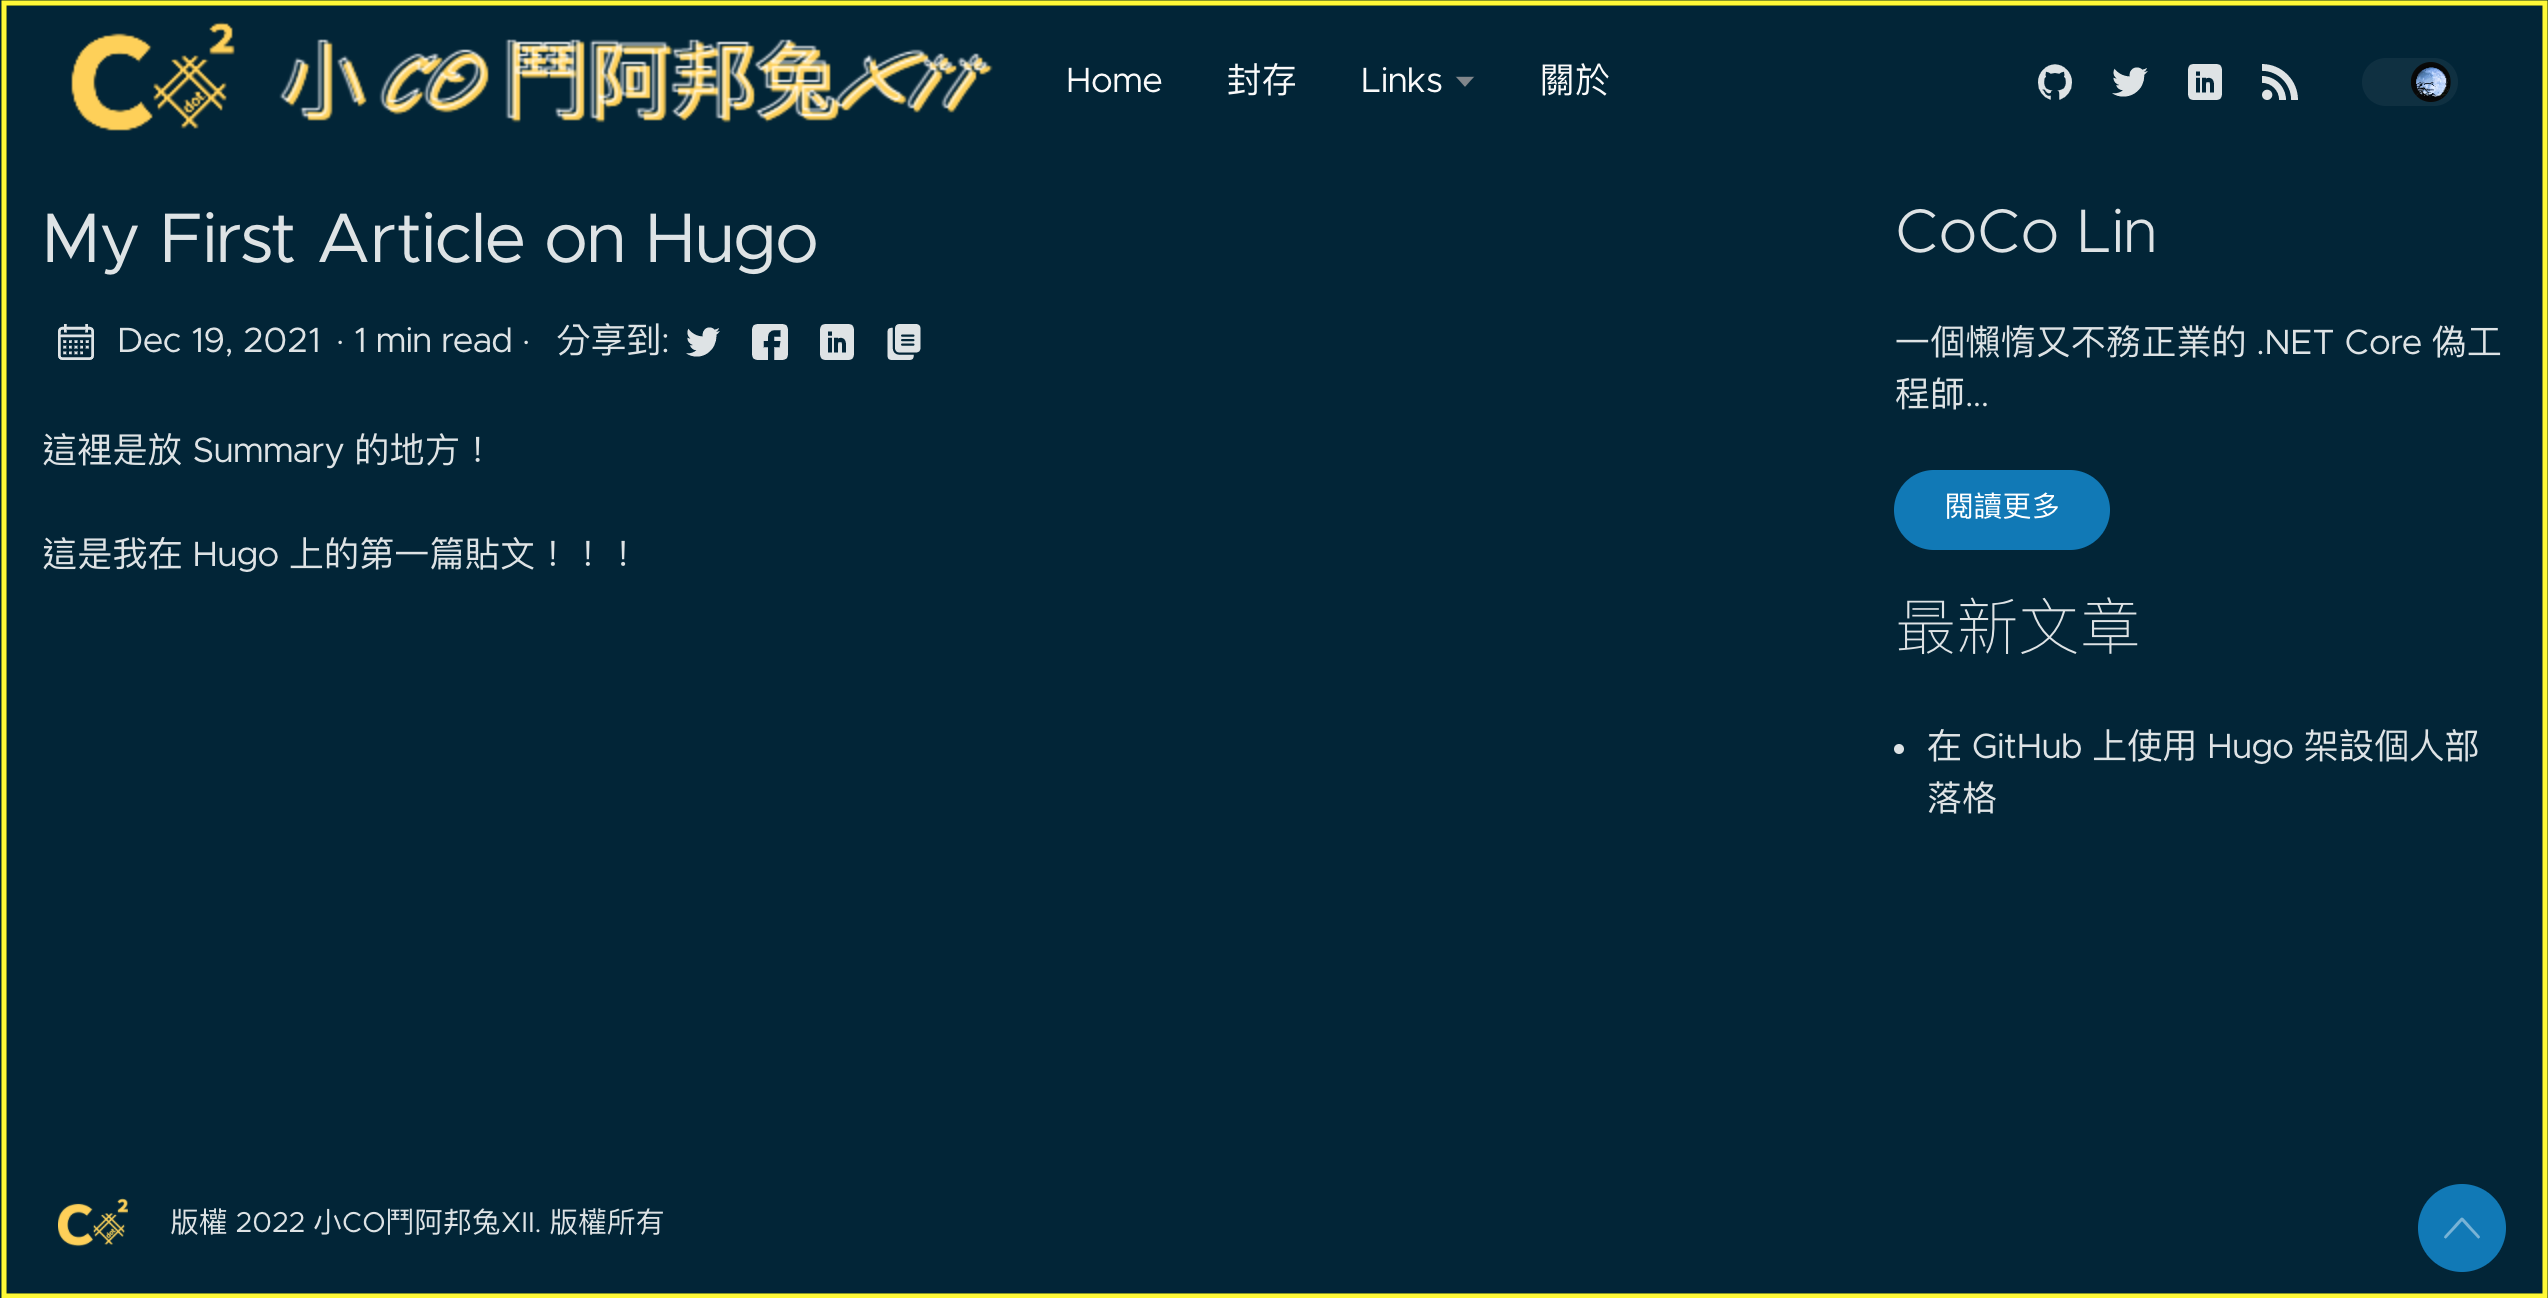 C 2
dot
小CO鬥阿邦兔XII
Home
封存
Links
關於
My First Article on Hugo
Dec 19, 2021 · 1 min read · 分享到:
這裡是放 Summary 的地方！
這是我在 Hugo 上的第一篇貼文！！！
CoCo Lin
一個懶惰又不務正業的 .NET Core 偽工
程師...
閱讀更多
最新文章
在 GitHub 上使用 Hugo 架設個人部
落格
C 2
版權 2022 小CO鬥阿邦兔XII. 版權所有